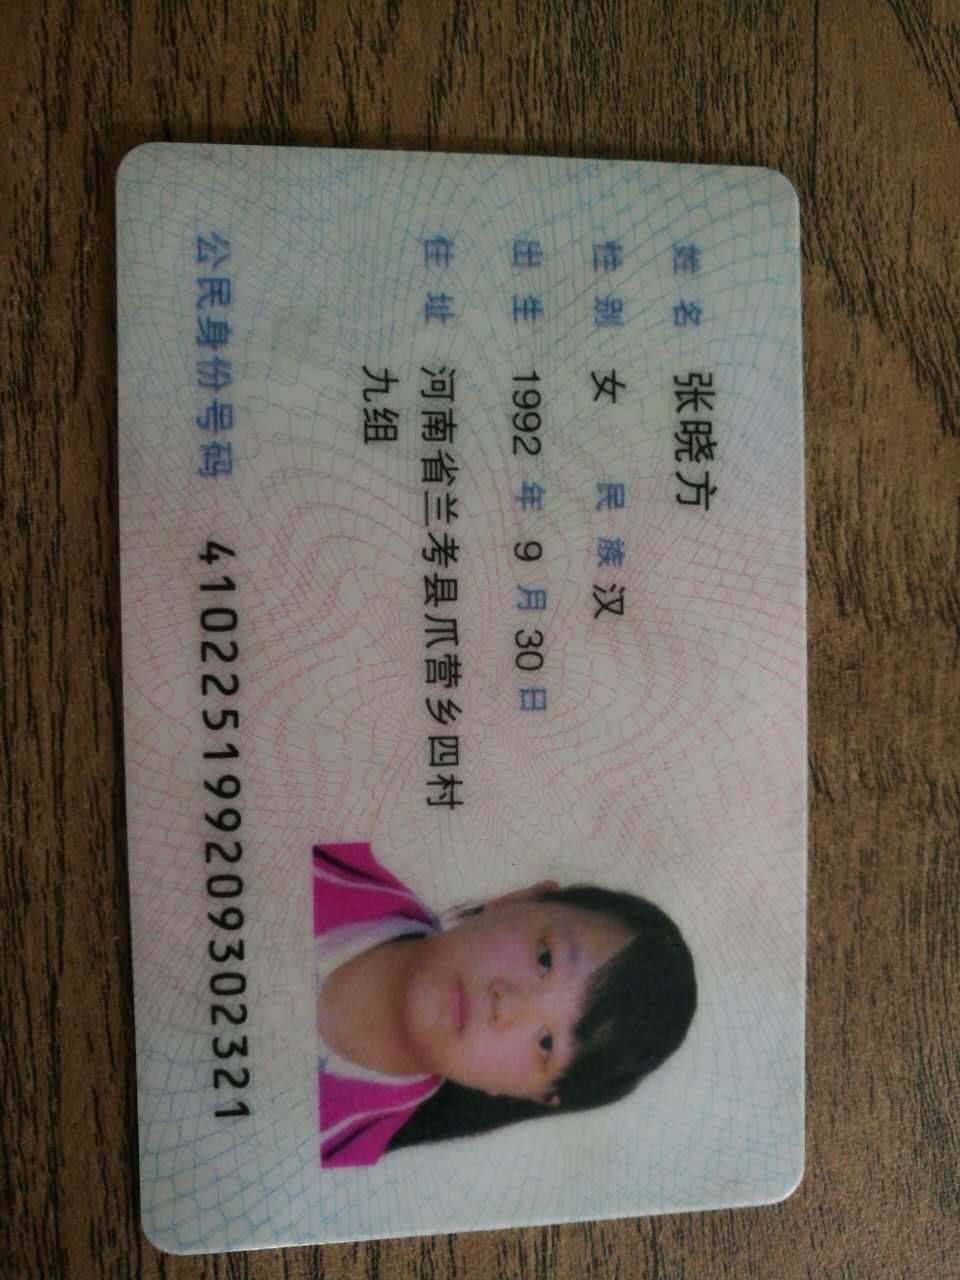 姓名 张晓方
性别 女 民族 汉
出生 1992 年 9 月 30 日
住址 河南省兰考县爪营乡四村
九组
公民身份号码 410225199209302321